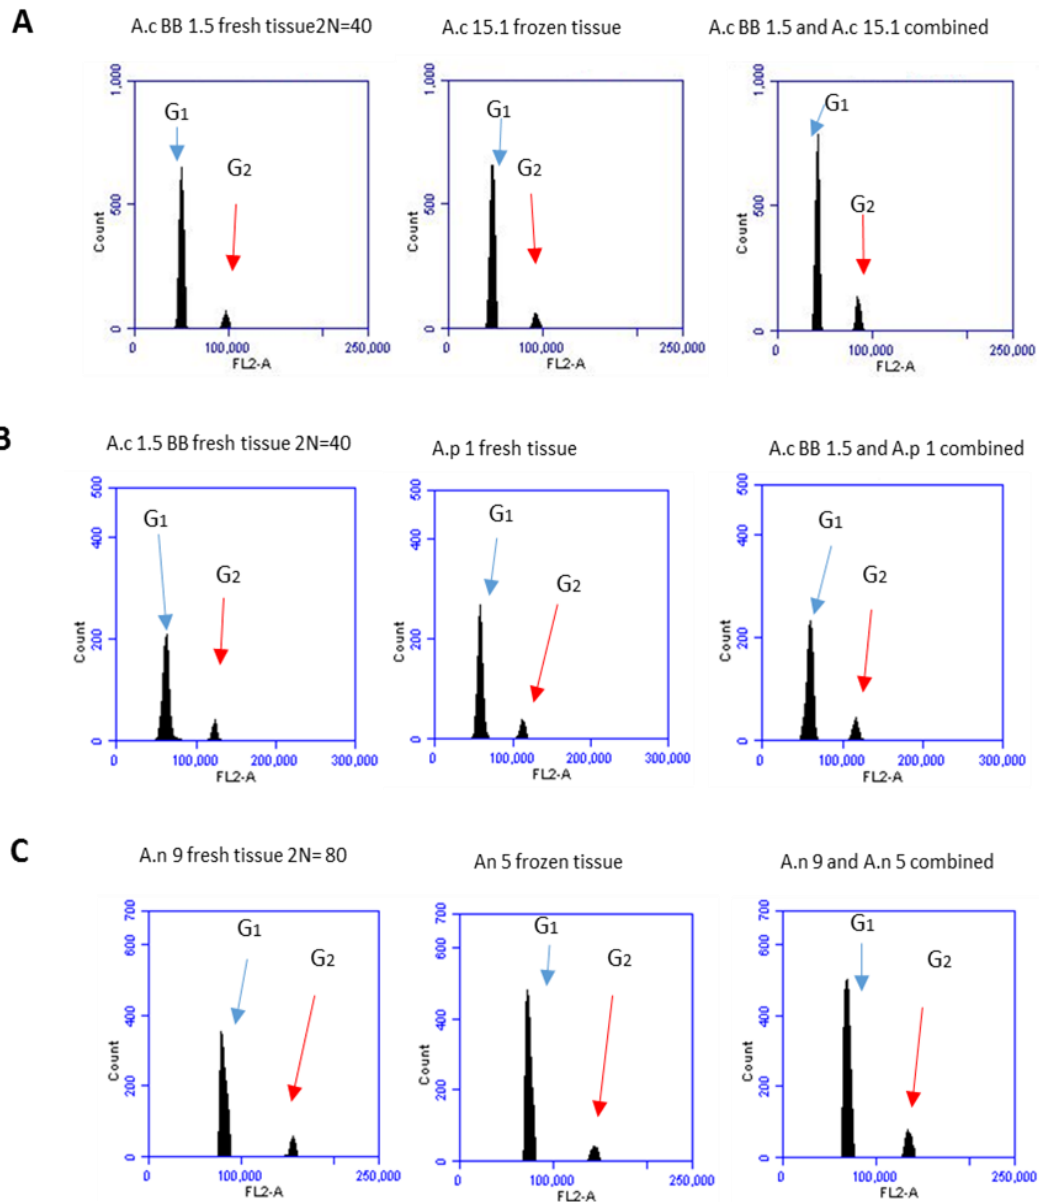 A
A.c BB 1.5 fresh tissue2N=40
A.c 15.1 frozen tissue
A.c BB 1.5 and A.c 15.1 combined
1,000
500
0
Count
G1
G2
0
100,000
250,000
FL2-A
1,000
500
0
Count
G1
G2
0
100,000
250,000
FL2-A
1,000
500
0
Count
G1
G2
0
100,000
250,000
FL2-A
B
A.c 1.5 BB fresh tissue 2N=40
A.p 1 fresh tissue
A.c BB 1.5 and A.p 1 combined
500
400
200
0
Count
G1
G2
0
100,000
200,000
300,000
FL2-A
500
400
200
0
Count
G1
G2
0
100,000
200,000
300,000
FL2-A
500
400
200
0
Count
G1
G2
0
100,000
200,000
300,000
FL2-A
C
A.n 9 fresh tissue 2N= 80
An 5 frozen tissue
A.n 9 and A.n 5 combined
700
600
400
200
0
Count
G1
G2
0
100,000
250,000
FL2-A
700
600
400
200
0
Count
G1
G2
0
100,000
250,000
FL2-A
700
600
400
200
0
Count
G1
G2
0
100,000
250,000
FL2-A